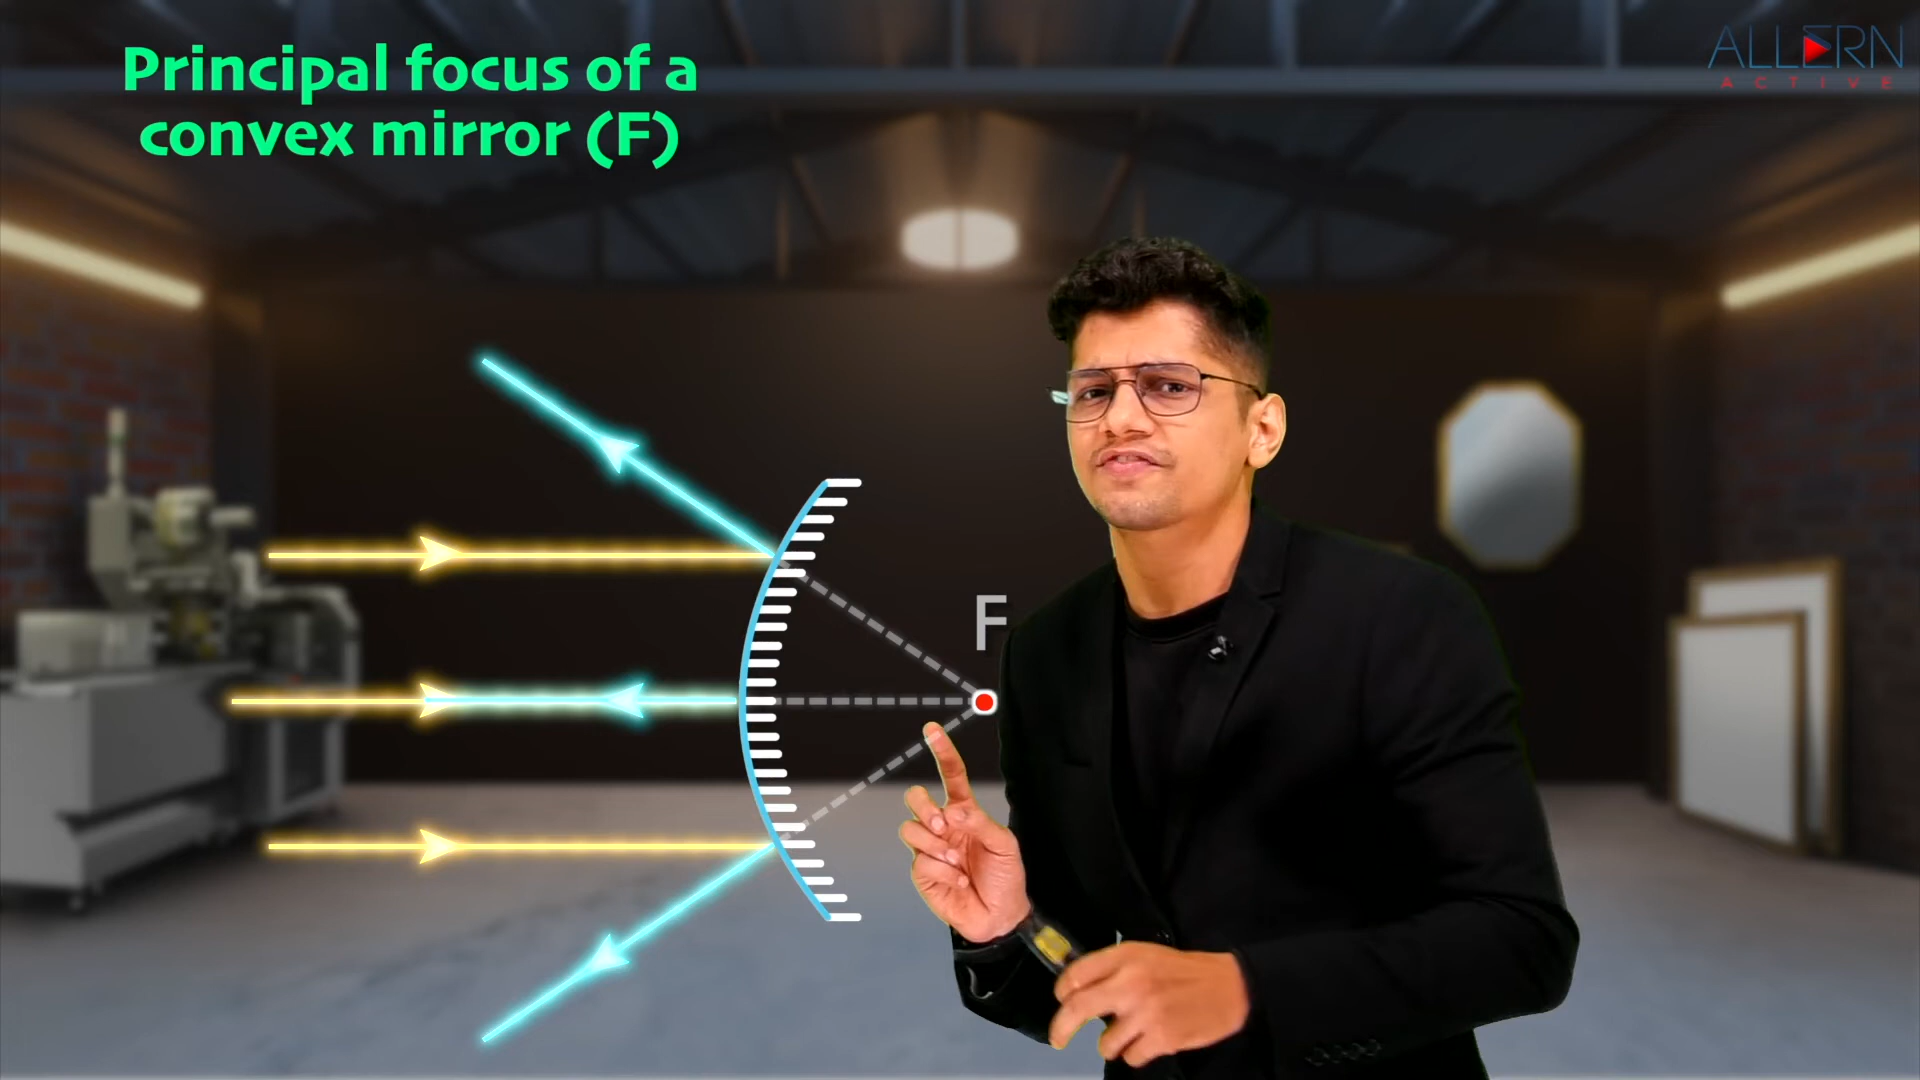 Principal focus of a
convex mirror (F)
ALLERN
ACTIVE
F